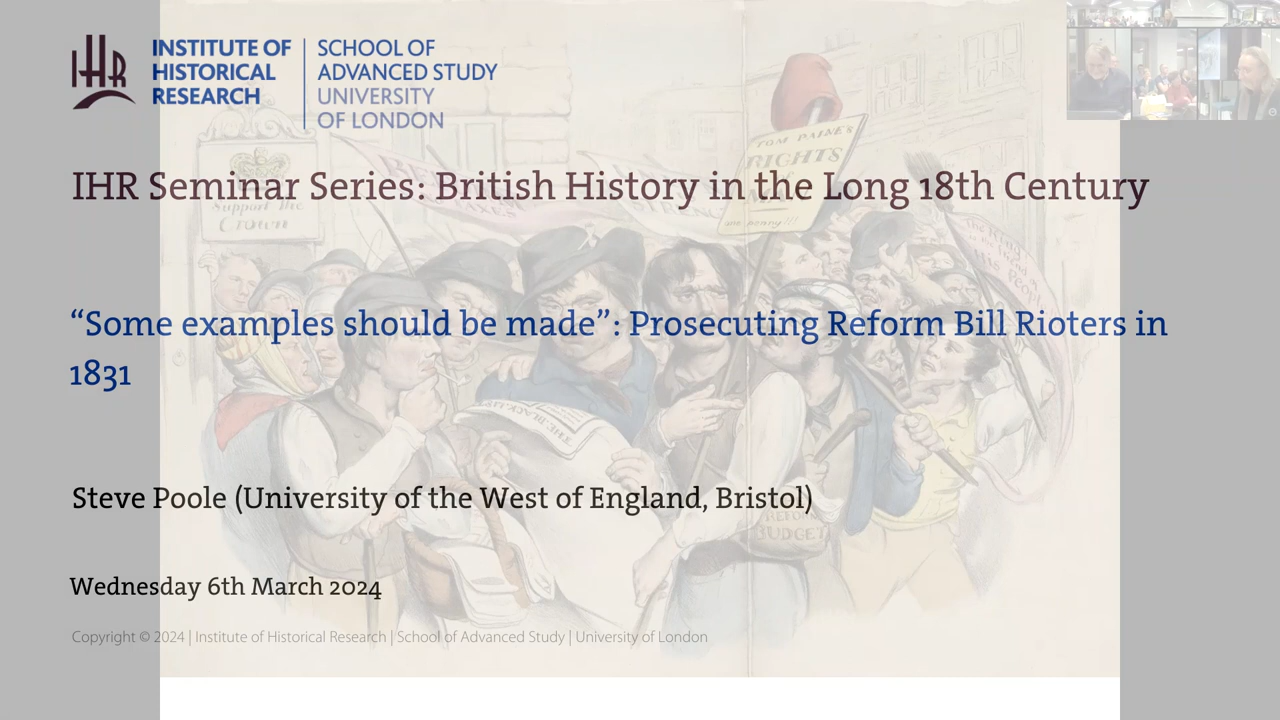 INSTITUTE OF
HISTORICAL
RESEARCH
SCHOOL OF
ADVANCED STUDY
UNIVERSITY
OF LONDON
IHR
TOM PAINE'S
RIGHTS
IHR Seminar Series: British History in the Long 18th Century
Support the
Crown
one penny!!!
“Some examples should be made”: Prosecuting Reform Bill Rioters in
1831
Steve Poole (University of the West of England, Bristol)
REFORM
BUDGET
Wednesday 6th March 2024
Copyright © 2024 | Institute of Historical Research | School of Advanced Study | University of London